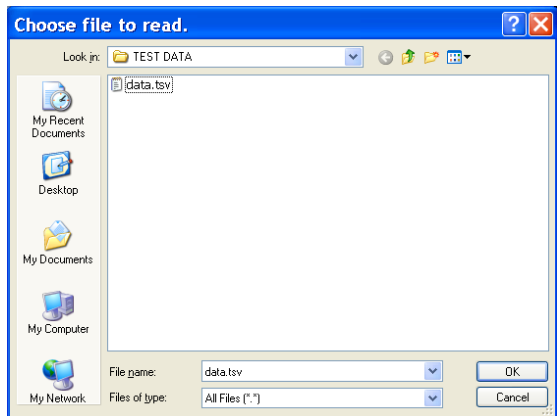 Choose file to read.
Look in: TEST DATA
data.tsv
My Recent
Documents
Desktop
My Documents
My Computer
My Network
File name: data.tsv OK
Files of type: All Files (".") Cancel